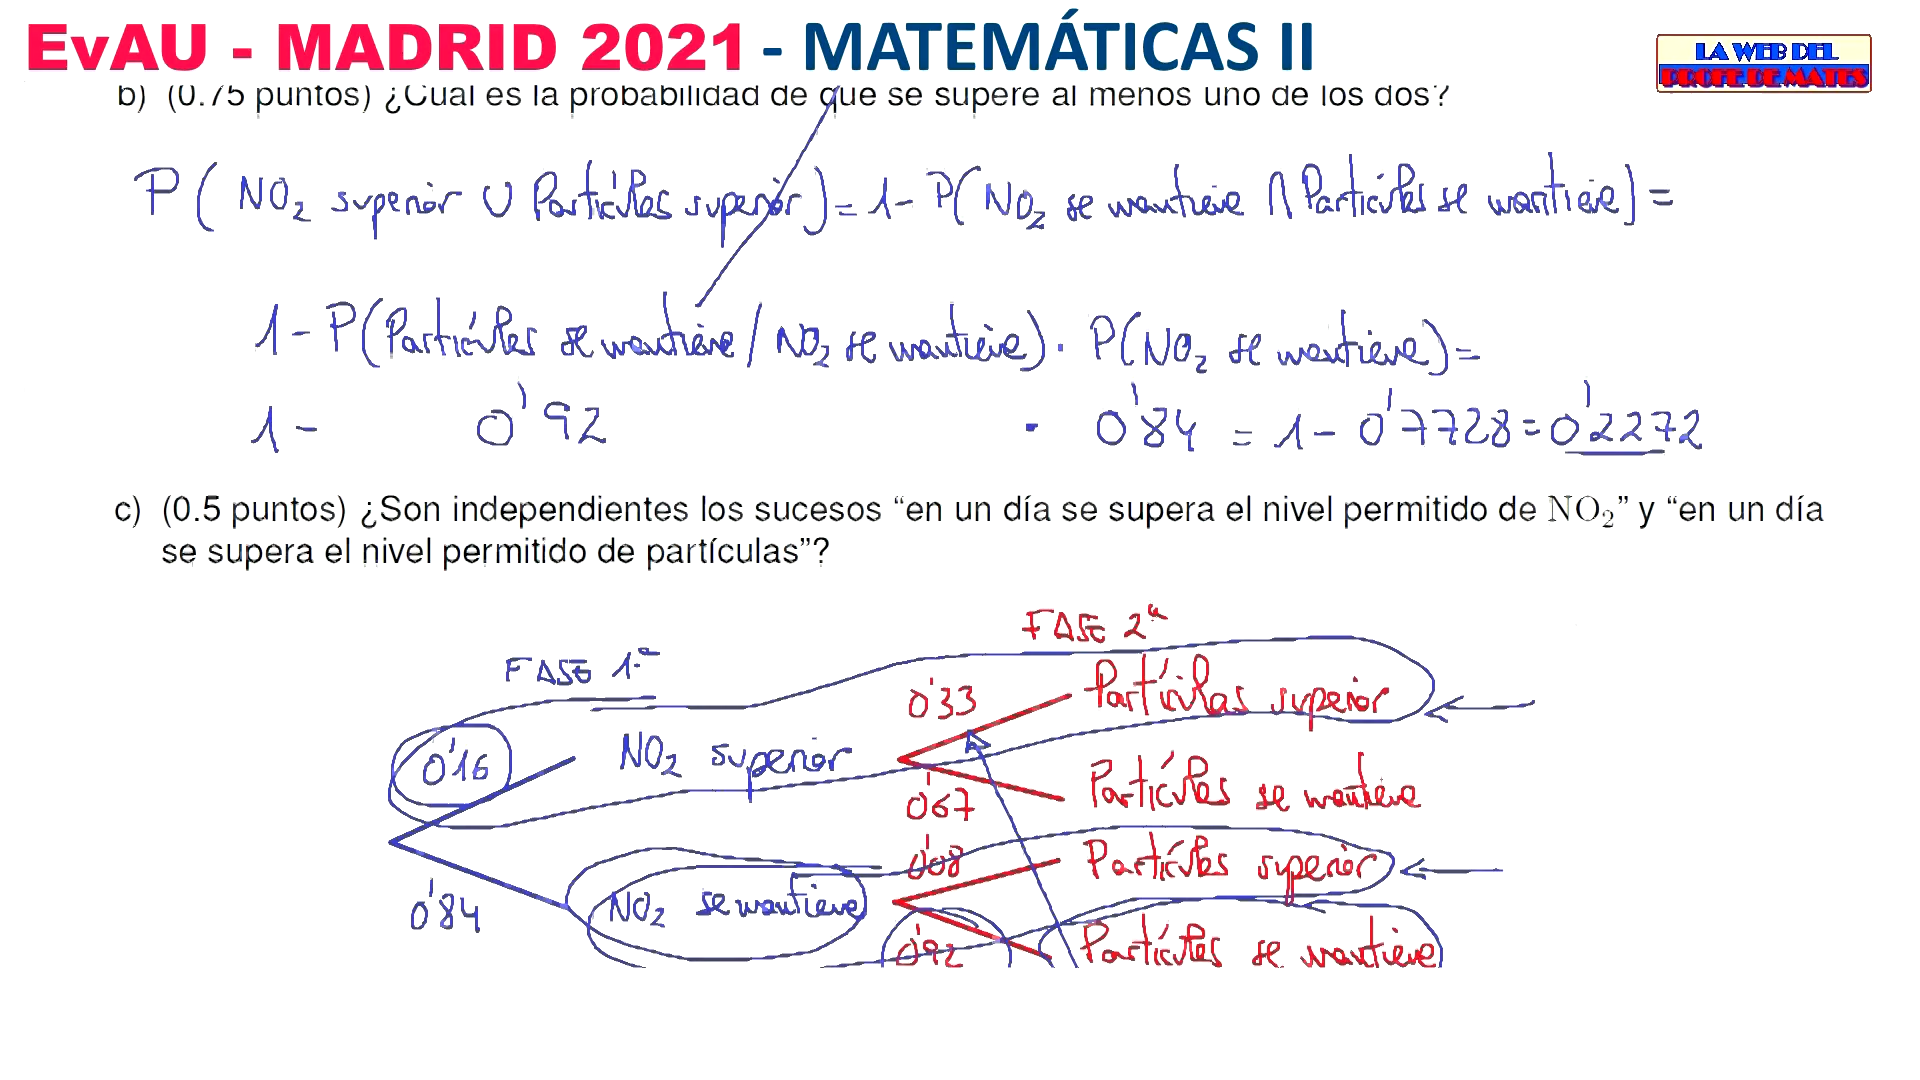 EvAU - MADRID 2021 - MATEMÁTICAS II
LA WEB DEL
PROFE DE MATES
b) (0.75 puntos) ¿Cuál es la probabilidad de que se supere al menos uno de los dos?
P( NO₂ superior ∪ Partículas superior) = 1 - P(NO₂ se mantiene ∩ Partículas se mantiene) =
1 - P(Partículas se mantiene / NO₂ se mantiene) · P(NO₂ se mantiene) =
1 - 0'92 · 0'84 = 1 - 0'7728 = 0'2272
c) (0.5 puntos) ¿Son independientes los sucesos “en un día se supera el nivel permitido de NO₂” y “en un día
se supera el nivel permitido de partículas”?
FASE 2ª
FASE 1ª
0'33 Partículas superior
0'16 NO₂ superior
0'67 Partículas se mantiene
0'08 Partículas superior
0'84 NO₂ se mantiene
0'92 Partículas se mantiene